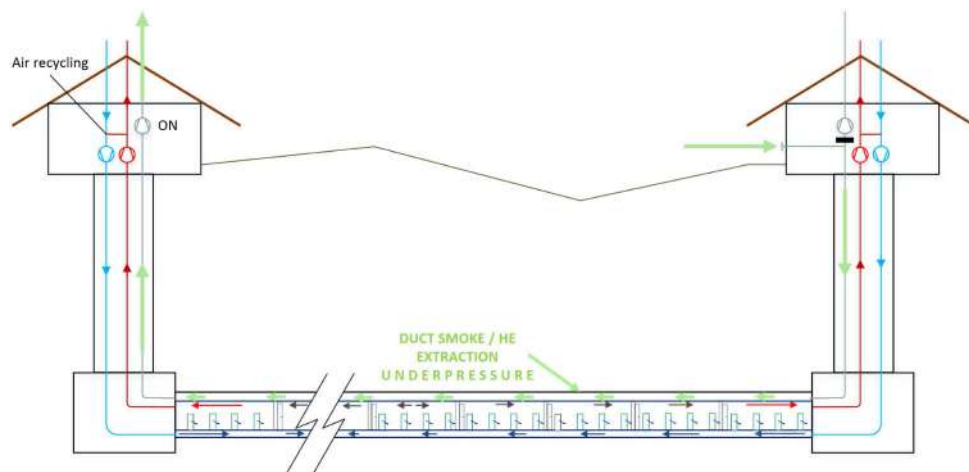 Air recycling
ON
DUCT SMOKE / HE
EXTRACTION
UNDERPRESSURE